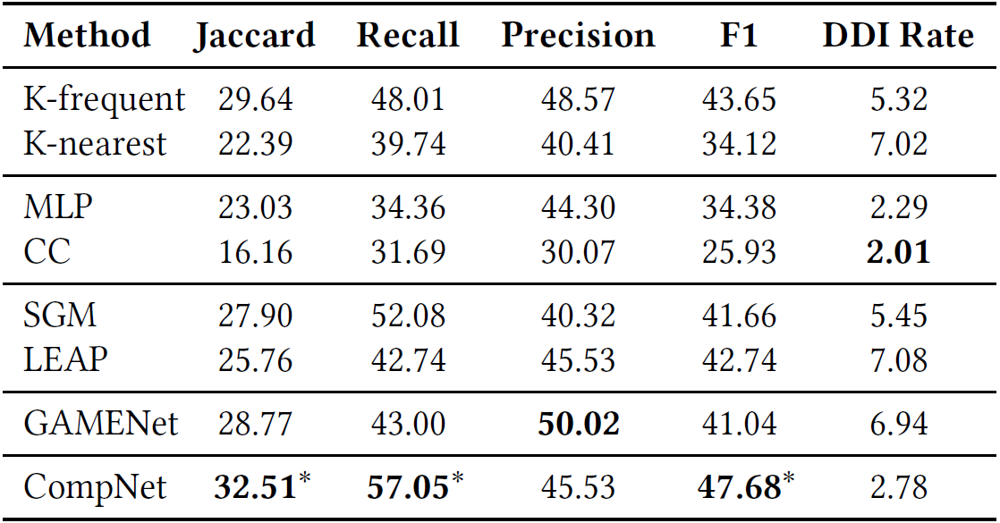 Method Jaccard Recall Precision F1 DDI Rate
K-frequent 29.64 48.01 48.57 43.65 5.32
K-nearest 22.39 39.74 40.41 34.12 7.02
MLP 23.03 34.36 44.30 34.38 2.29
CC 16.16 31.69 30.07 25.93 2.01
SGM 27.90 52.08 40.32 41.66 5.45
LEAP 25.76 42.74 45.53 42.74 7.08
GAMENet 28.77 43.00 50.02 41.04 6.94
CompNet 32.51* 57.05* 45.53 47.68* 2.78